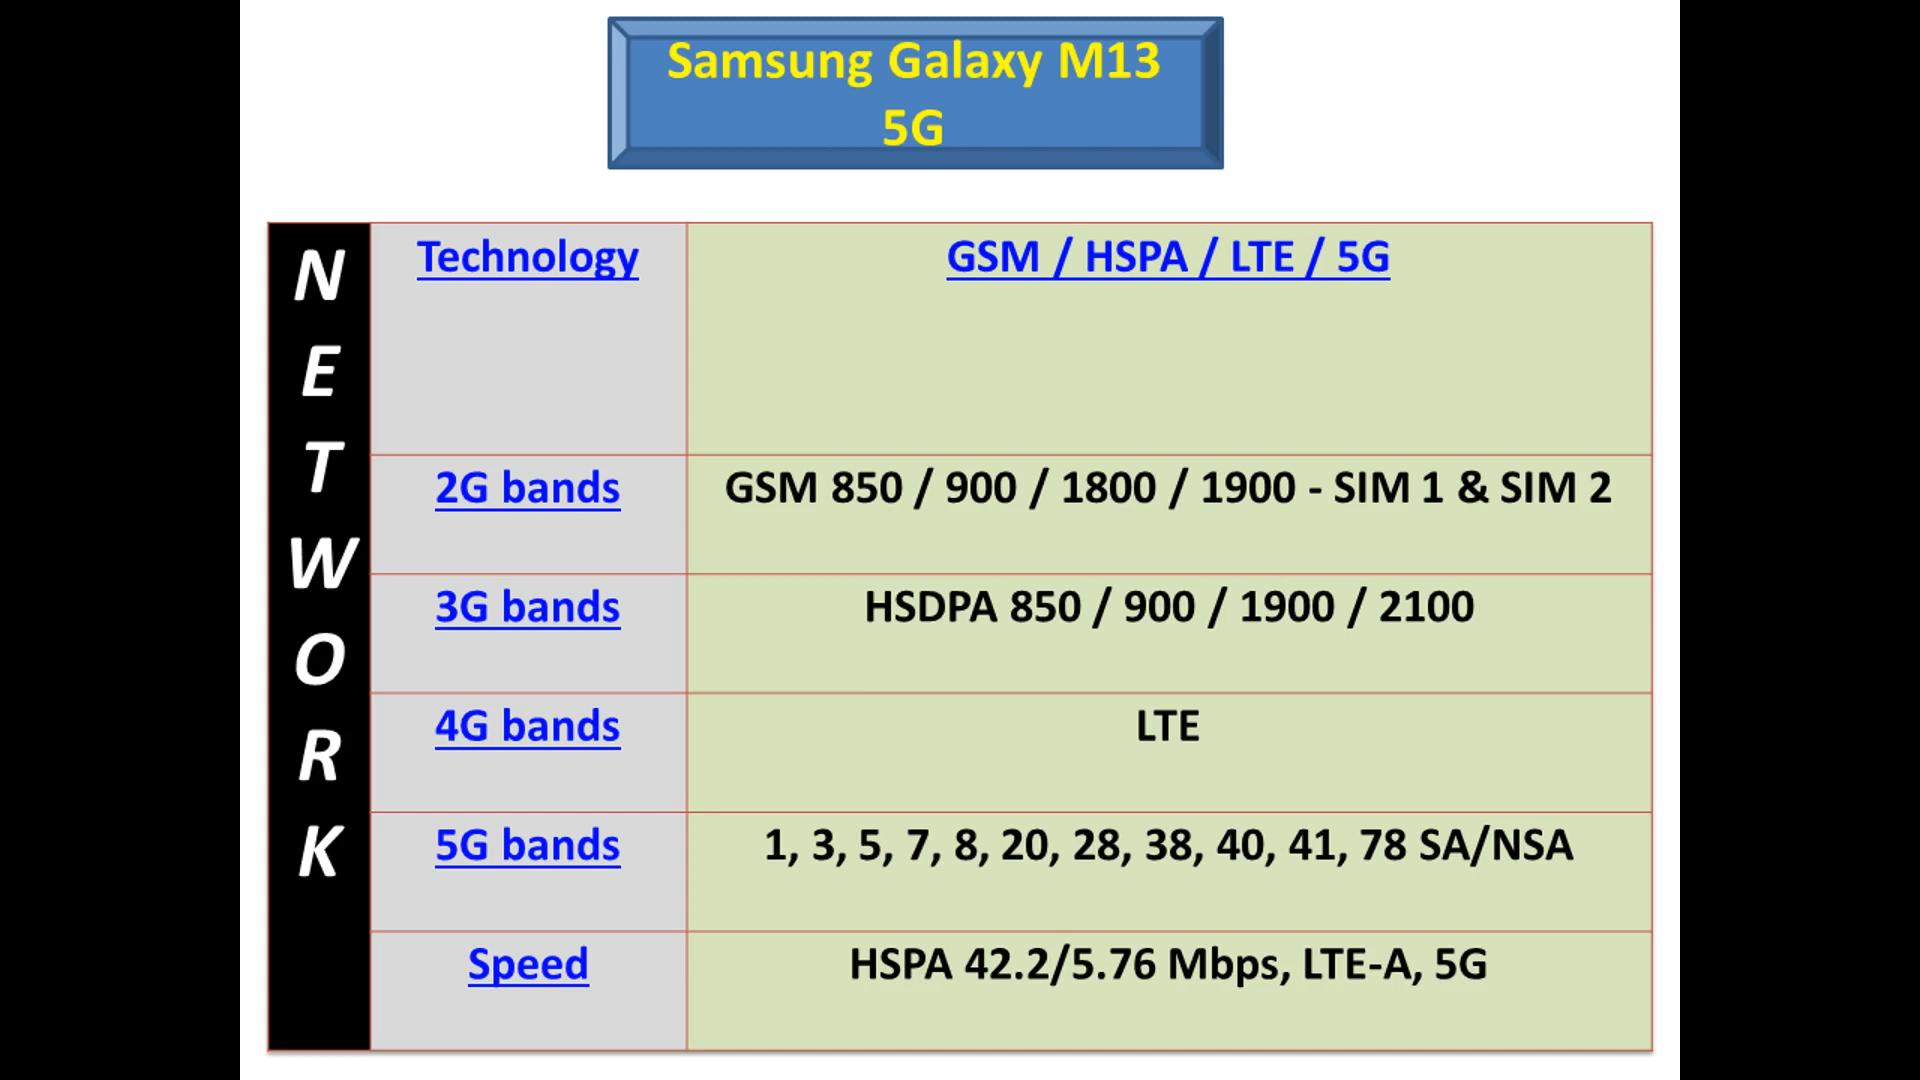 Samsung Galaxy M13
5G
NETWORK
Technology GSM / HSPA / LTE / 5G
2G bands GSM 850 / 900 / 1800 / 1900 - SIM 1 & SIM 2
3G bands HSDPA 850 / 900 / 1900 / 2100
4G bands LTE
5G bands 1, 3, 5, 7, 8, 20, 28, 38, 40, 41, 78 SA/NSA
Speed HSPA 42.2/5.76 Mbps, LTE-A, 5G